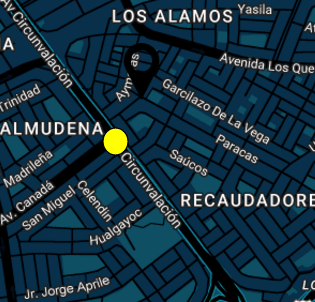 Yasila
LOS ALAMOS
Av Circunvalación
Avenida Los Que
Trinidad
Garcilazo De La Vega
ALMUDENA
Paracas
Madrileña
Saúcos
Circunvalación
Av. Canadá
San Miguel
Celendín
RECAUDADORE
Hualgayoc
Jr. Jorge Aprile